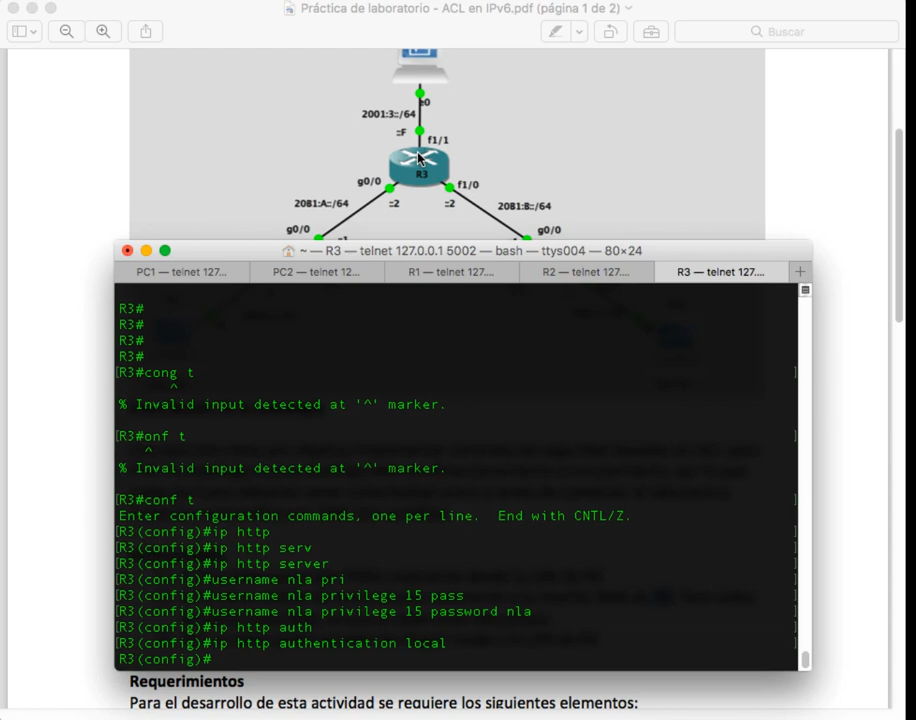 Práctica de laboratorio - ACL en IPv6.pdf (página 1 de 2)
Buscar
e0
2001:3::/64
::F
f1/1
R3
g0/0
f1/0
2081:A::/64
::2
::2
2081:B::/64
g0/0
g0/0
~ — R3 — telnet 127.0.0.1 5002 — bash — ttys004 — 80×24
PC1 — telnet 127...
PC2 — telnet 12...
R1 — telnet 127....
R2 — telnet 127....
R3 — telnet 127....
R3#
R3#
R3#
R3#
[R3#cong t ]
^
% Invalid input detected at '^' marker.
[R3#onf t ]
^
% Invalid input detected at '^' marker.
[R3#conf t ]
Enter configuration commands, one per line. End with CNTL/Z.
[R3(config)#ip http ]
[R3(config)#ip http serv ]
[R3(config)#ip http server ]
[R3(config)#username nla pri ]
[R3(config)#username nla privilege 15 pass ]
[R3(config)#username nla privilege 15 password nla ]
[R3(config)#ip http auth ]
[R3(config)#ip http authentication local ]
R3(config)#
Requerimientos
Para el desarrollo de esta actividad se requiere los siguientes elementos: